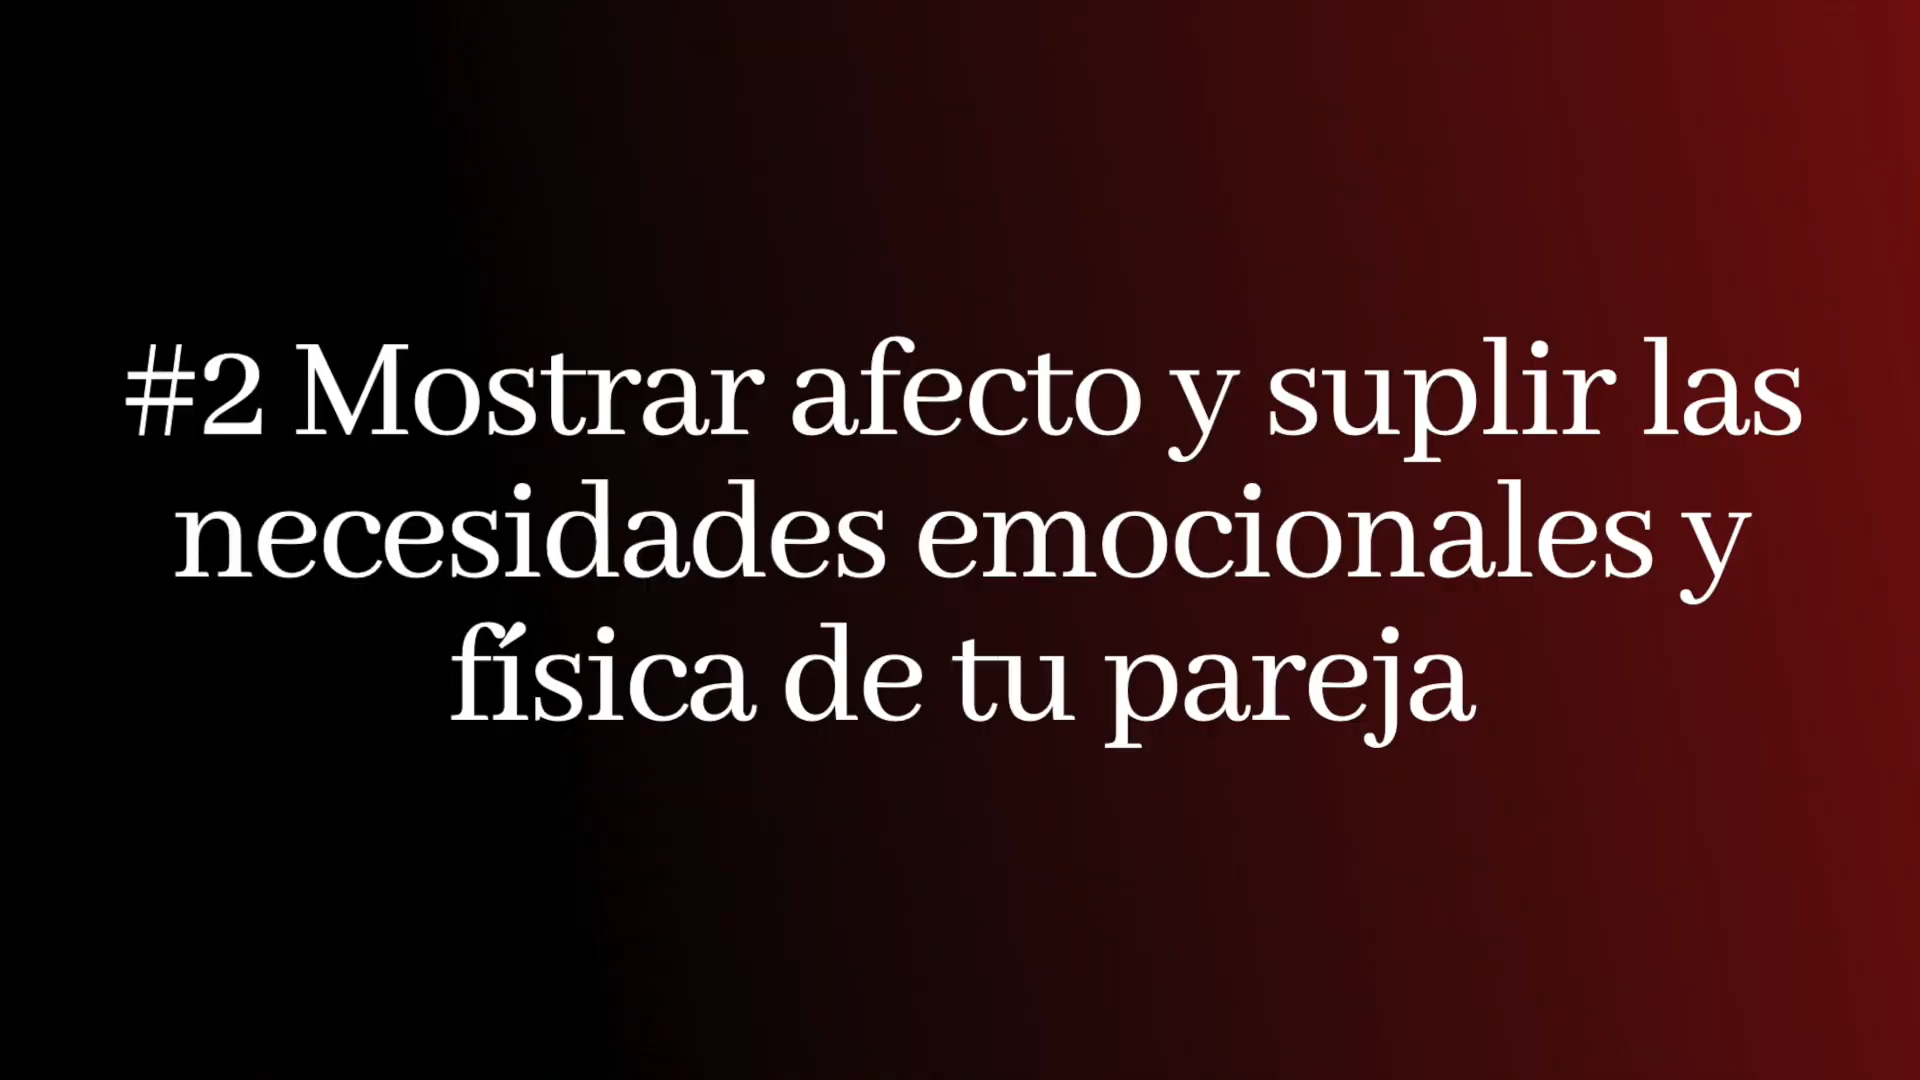 #2 Mostrar afecto y suplir las
necesidades emocionales y
física de tu pareja